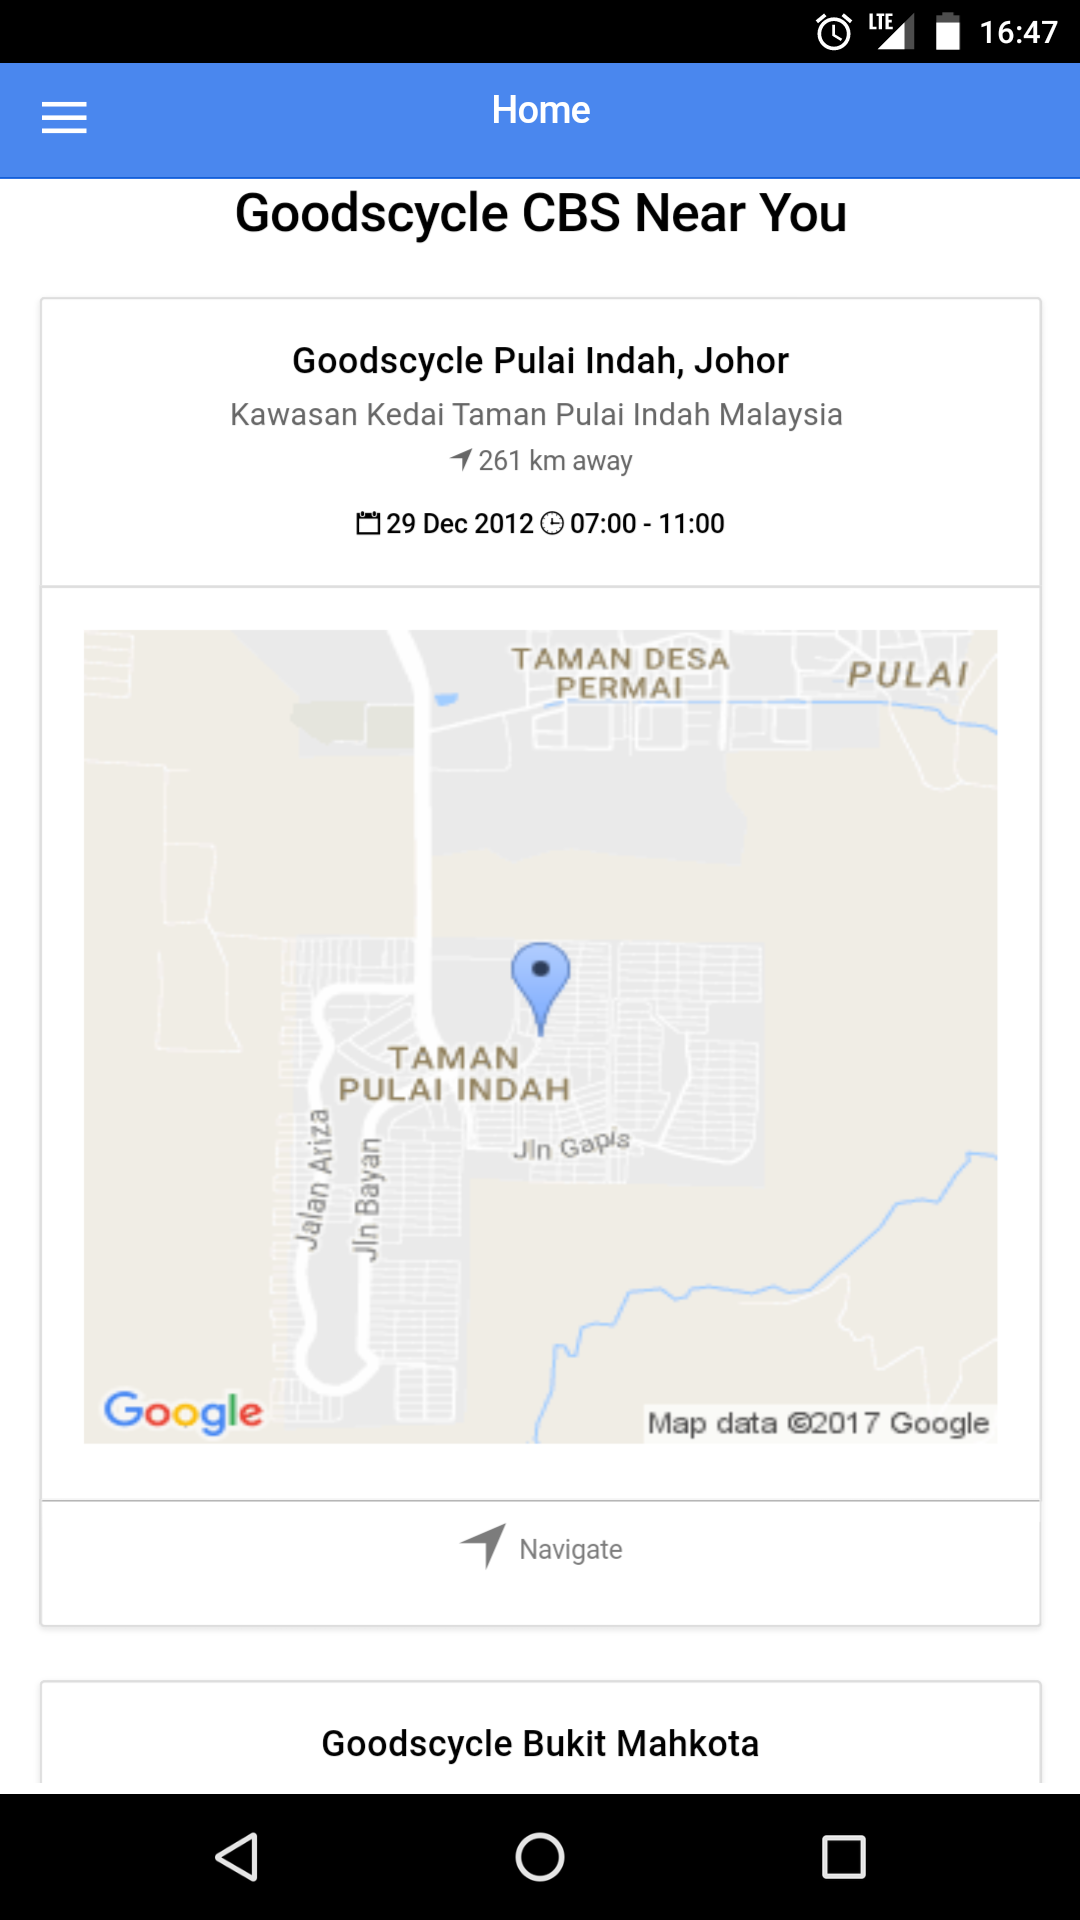 LTE 16:47
Home
Goodscycle CBS Near You
Goodscycle Pulai Indah, Johor
Kawasan Kedai Taman Pulai Indah Malaysia
261 km away
29 Dec 2012 07:00 - 11:00
TAMAN DESA
PERMAI
PULAI
TAMAN
PULAI INDAH
Jln Gapis
Jalan Ariza
Jln Bayan
Google
Map data ©2017 Google
Navigate
Goodscycle Bukit Mahkota